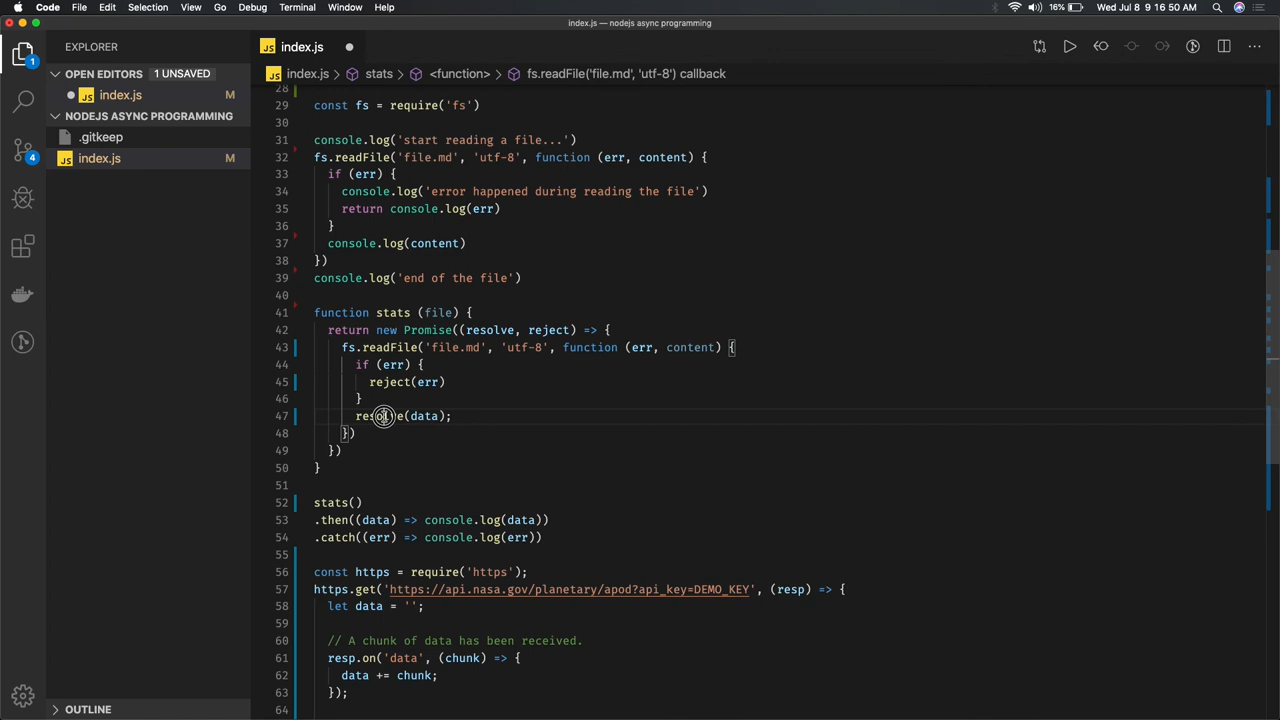 Code File Edit Selection View Go Debug Terminal Window Help 16% Wed Jul 8 9 16 50 AM
index.js — nodejs async programming
EXPLORER
OPEN EDITORS 1 UNSAVED
index.js M
NODEJS ASYNC PROGRAMMING
.gitkeep
index.js M
1
4
OUTLINE
JS index.js
JS index.js > stats > <function> > fs.readFile('file.md', 'utf-8') callback
28
29 const fs = require('fs')
30
31 console.log('start reading a file...')
32 fs.readFile('file.md', 'utf-8', function (err, content) {
33 if (err) {
34 console.log('error happened during reading the file')
35 return console.log(err)
36 }
37 console.log(content)
38 })
39 console.log('end of the file')
40
41 function stats (file) {
42 return new Promise((resolve, reject) => {
43 fs.readFile('file.md', 'utf-8', function (err, content) {
44 if (err) {
45 reject(err)
46 }
47 resolve(data);
48 })
49 })
50 }
51
52 stats()
53 .then((data) => console.log(data))
54 .catch((err) => console.log(err))
55
56 const https = require('https');
57 https.get('https://api.nasa.gov/planetary/apod?api_key=DEMO_KEY', (resp) => {
58 let data = '';
59
60 // A chunk of data has been received.
61 resp.on('data', (chunk) => {
62 data += chunk;
63 });
64